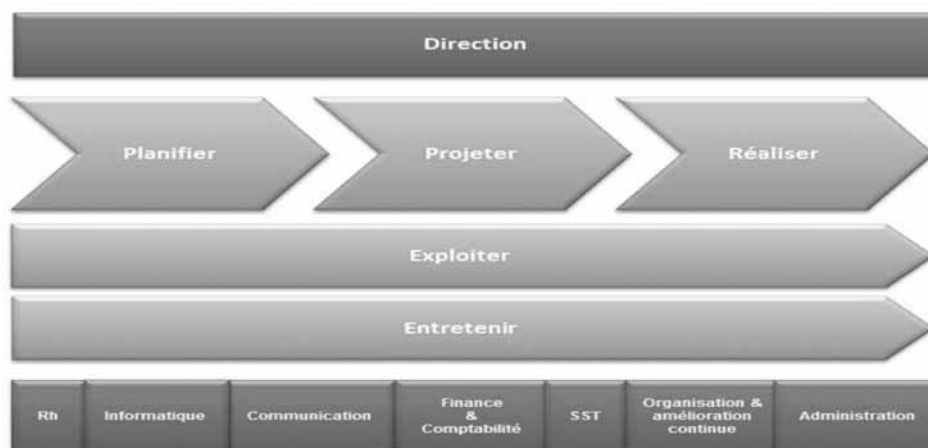 Direction
Planifier
Projeter
Réaliser
Exploiter
Entretenir
Rh
Informatique
Communication
Finance
&
Comptabilité
SST
Organisation &
amélioration
continue
Administration